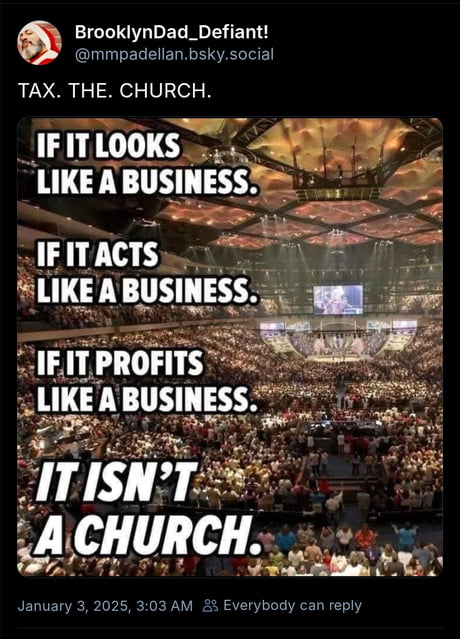 BrooklynDad_Defiant!
@mmpadellan.bsky.social
TAX. THE. CHURCH.
IF IT LOOKS
LIKE A BUSINESS.
IF IT ACTS
LIKE A BUSINESS.
IF IT PROFITS
LIKE A BUSINESS.
IT ISN'T
A CHURCH.
January 3, 2025, 3:03 AM Everybody can reply